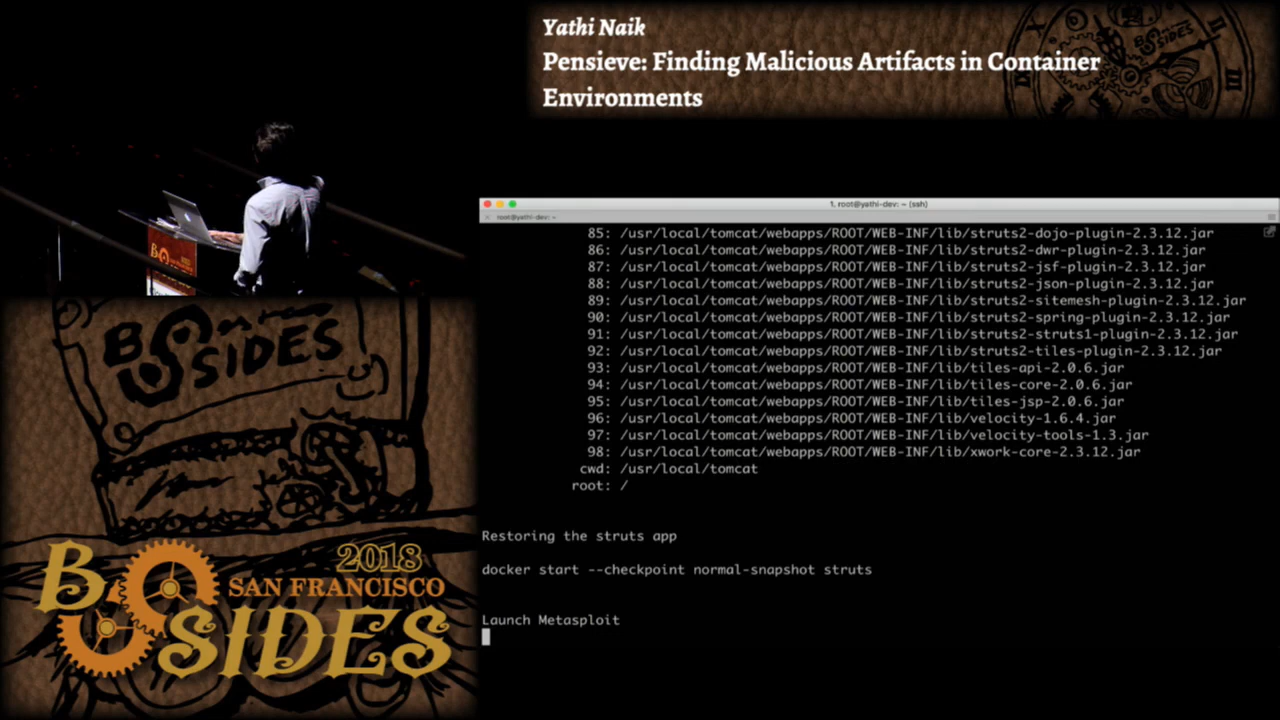 Yathi Naik
Pensieve: Finding Malicious Artifacts in Container
Environments
BSIDES
1. root@yathi-dev: ~ (ssh)
× root@yathi-dev: ~
85: /usr/local/tomcat/webapps/ROOT/WEB-INF/lib/struts2-dojo-plugin-2.3.12.jar
86: /usr/local/tomcat/webapps/ROOT/WEB-INF/lib/struts2-dwr-plugin-2.3.12.jar
87: /usr/local/tomcat/webapps/ROOT/WEB-INF/lib/struts2-jsf-plugin-2.3.12.jar
88: /usr/local/tomcat/webapps/ROOT/WEB-INF/lib/struts2-json-plugin-2.3.12.jar
89: /usr/local/tomcat/webapps/ROOT/WEB-INF/lib/struts2-sitemesh-plugin-2.3.12.jar
90: /usr/local/tomcat/webapps/ROOT/WEB-INF/lib/struts2-spring-plugin-2.3.12.jar
91: /usr/local/tomcat/webapps/ROOT/WEB-INF/lib/struts2-struts1-plugin-2.3.12.jar
92: /usr/local/tomcat/webapps/ROOT/WEB-INF/lib/struts2-tiles-plugin-2.3.12.jar
93: /usr/local/tomcat/webapps/ROOT/WEB-INF/lib/tiles-api-2.0.6.jar
94: /usr/local/tomcat/webapps/ROOT/WEB-INF/lib/tiles-core-2.0.6.jar
95: /usr/local/tomcat/webapps/ROOT/WEB-INF/lib/tiles-jsp-2.0.6.jar
96: /usr/local/tomcat/webapps/ROOT/WEB-INF/lib/velocity-1.6.4.jar
97: /usr/local/tomcat/webapps/ROOT/WEB-INF/lib/velocity-tools-1.3.jar
98: /usr/local/tomcat/webapps/ROOT/WEB-INF/lib/xwork-core-2.3.12.jar
cwd: /usr/local/tomcat
root: /
Restoring the struts app
docker start --checkpoint normal-snapshot struts
Launch Metasploit
BSIDES
2018
SAN FRANCISCO
BSIDES